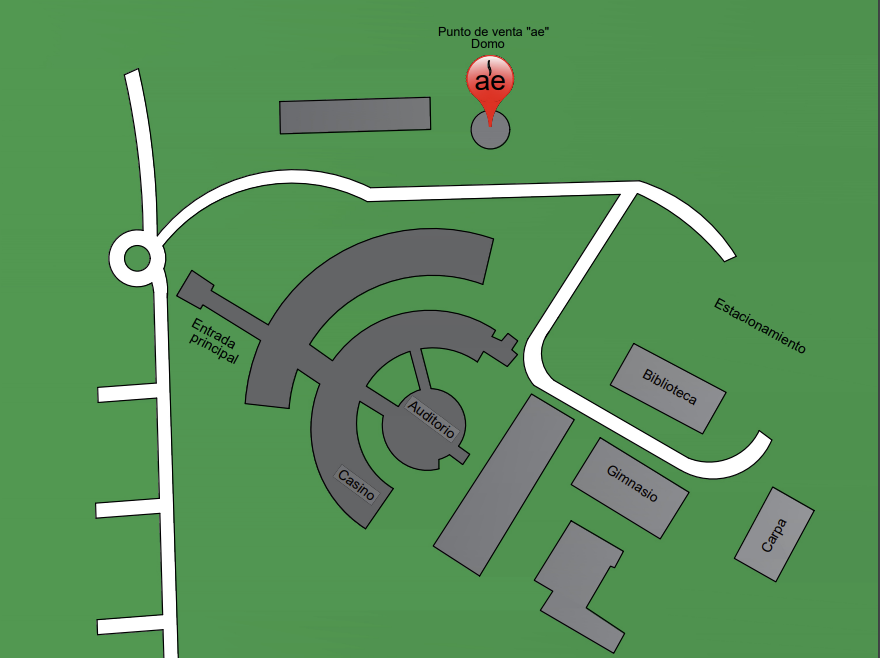 Punto de venta "ae"
Domo
ae
Entrada
principal
Estacionamiento
Biblioteca
Auditorio
Gimnasio
Casino
Carpa